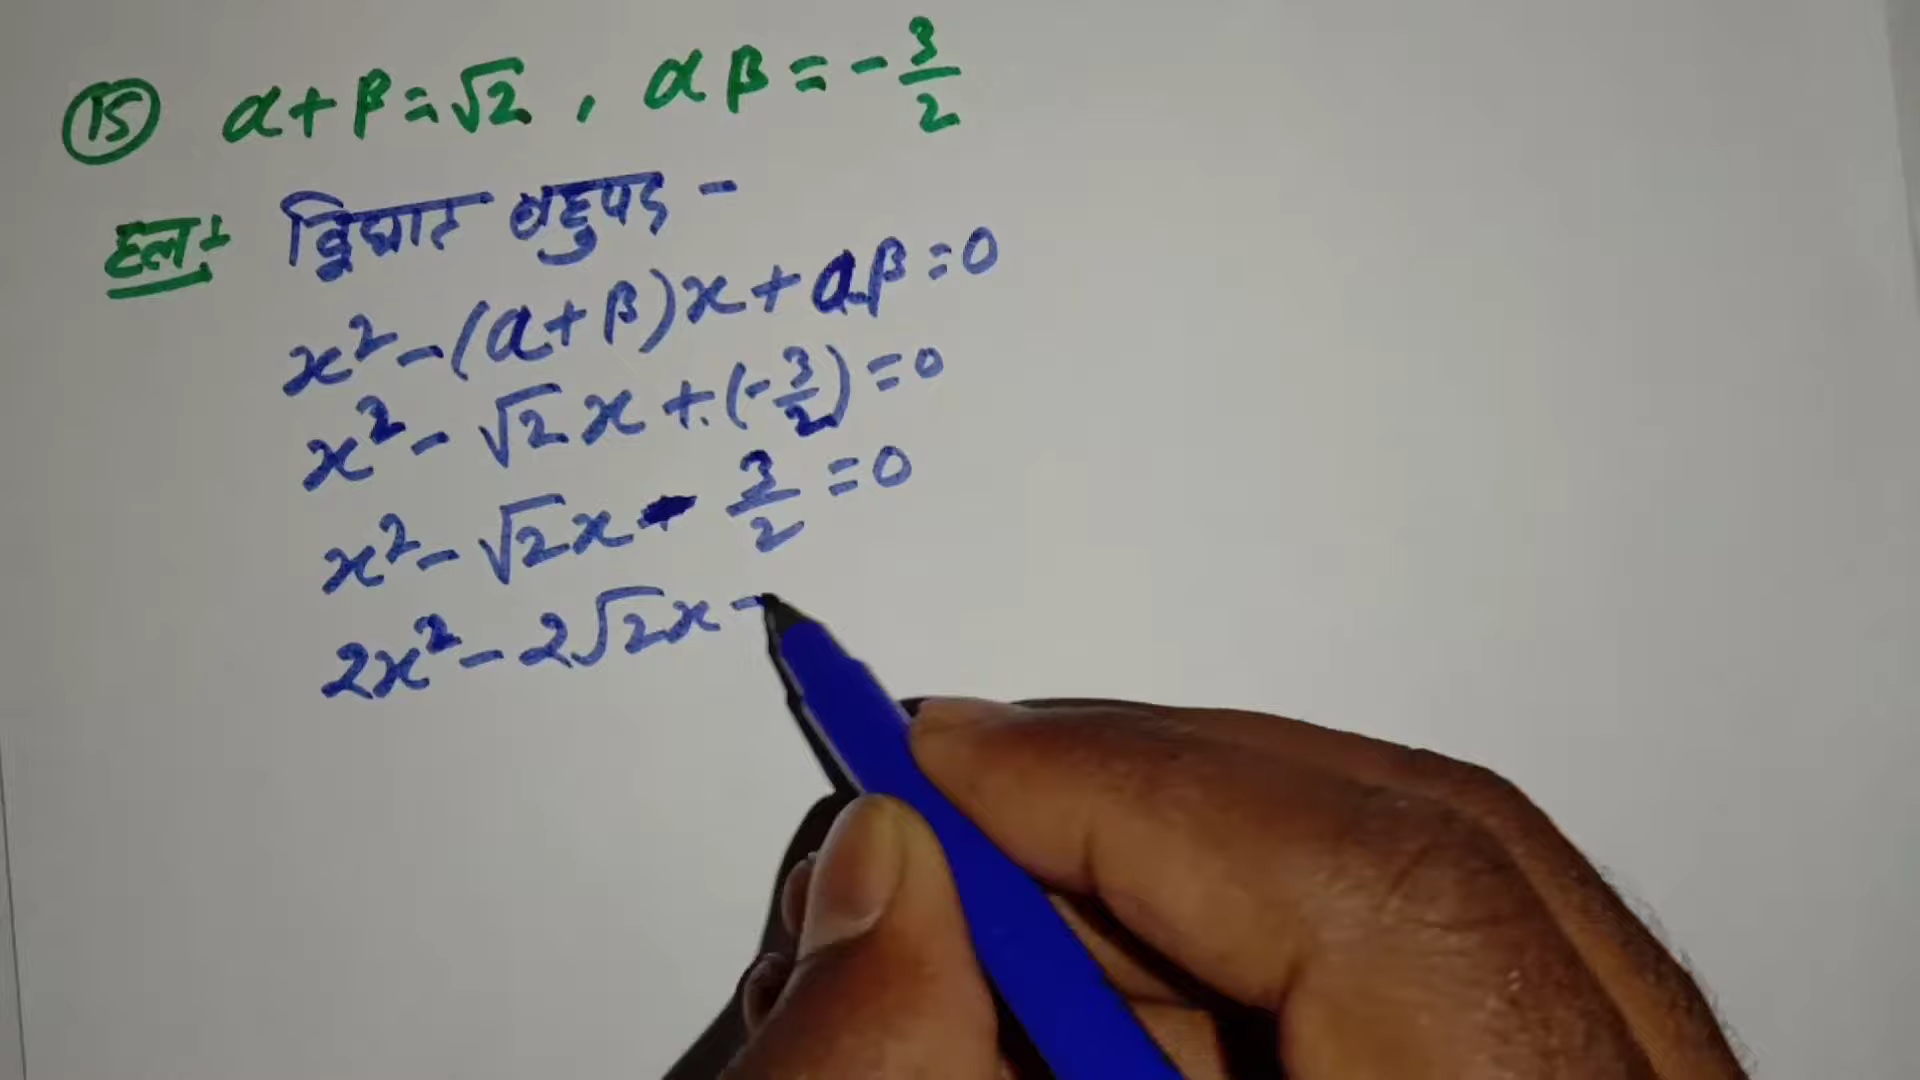 15 α+β=√2, αβ=-3/2
हल:- द्विघात बहुपद -
x²-(α+β)x+αβ=0
x²-√2x+(-3/2)=0
x²-√2x-3/2=0
2x²-2√2x-